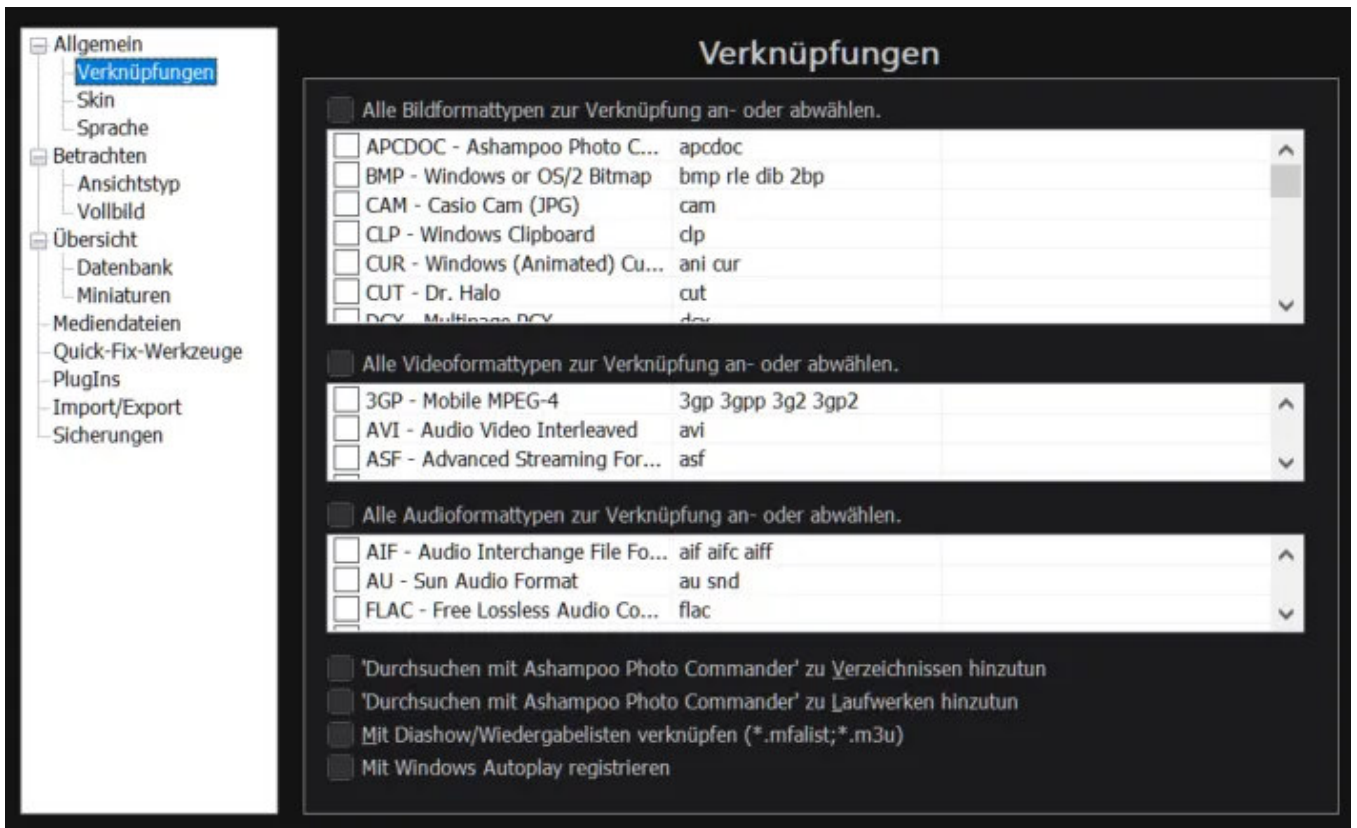 Allgemein
Verknüpfungen
Skin
Sprache
Betrachten
Ansichtstyp
Vollbild
Übersicht
Datenbank
Miniaturen
Mediendateien
Quick-Fix-Werkzeuge
PlugIns
Import/Export
Sicherungen
Verknüpfungen
Alle Bildformattypen zur Verknüpfung an- oder abwählen.
APCDOC - Ashampoo Photo C... apcdoc
BMP - Windows or OS/2 Bitmap bmp rle dib 2bp
CAM - Casio Cam (JPG) cam
CLP - Windows Clipboard clp
CUR - Windows (Animated) Cu... ani cur
CUT - Dr. Halo cut
DCX - Multipage PCX dcx
Alle Videoformattypen zur Verknüpfung an- oder abwählen.
3GP - Mobile MPEG-4 3gp 3gpp 3g2 3gp2
AVI - Audio Video Interleaved avi
ASF - Advanced Streaming For... asf
Alle Audioformattypen zur Verknüpfung an- oder abwählen.
AIF - Audio Interchange File Fo... aif aifc aiff
AU - Sun Audio Format au snd
FLAC - Free Lossless Audio Co... flac
'Durchsuchen mit Ashampoo Photo Commander' zu Verzeichnissen hinzutun
'Durchsuchen mit Ashampoo Photo Commander' zu Laufwerken hinzutun
Mit Diashow/Wiedergabelisten verknüpfen (*.mfalist;*.m3u)
Mit Windows Autoplay registrieren